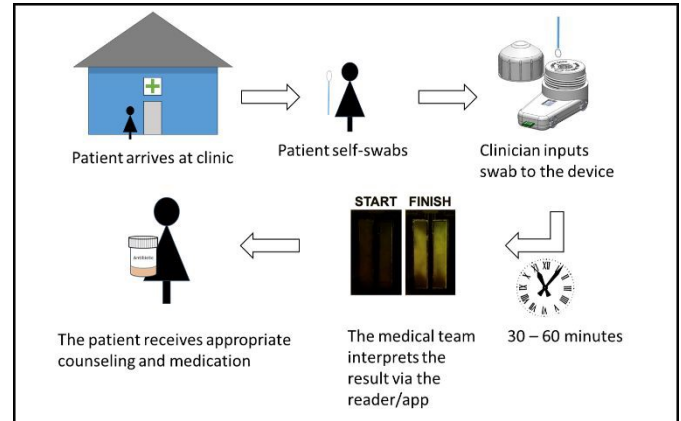 Patient arrives at clinic
Patient self-swabs
Clinician inputs
swab to the device
START FINISH
30 – 60 minutes
The medical team
interprets the
result via the
reader/app
The patient receives appropriate
counseling and medication